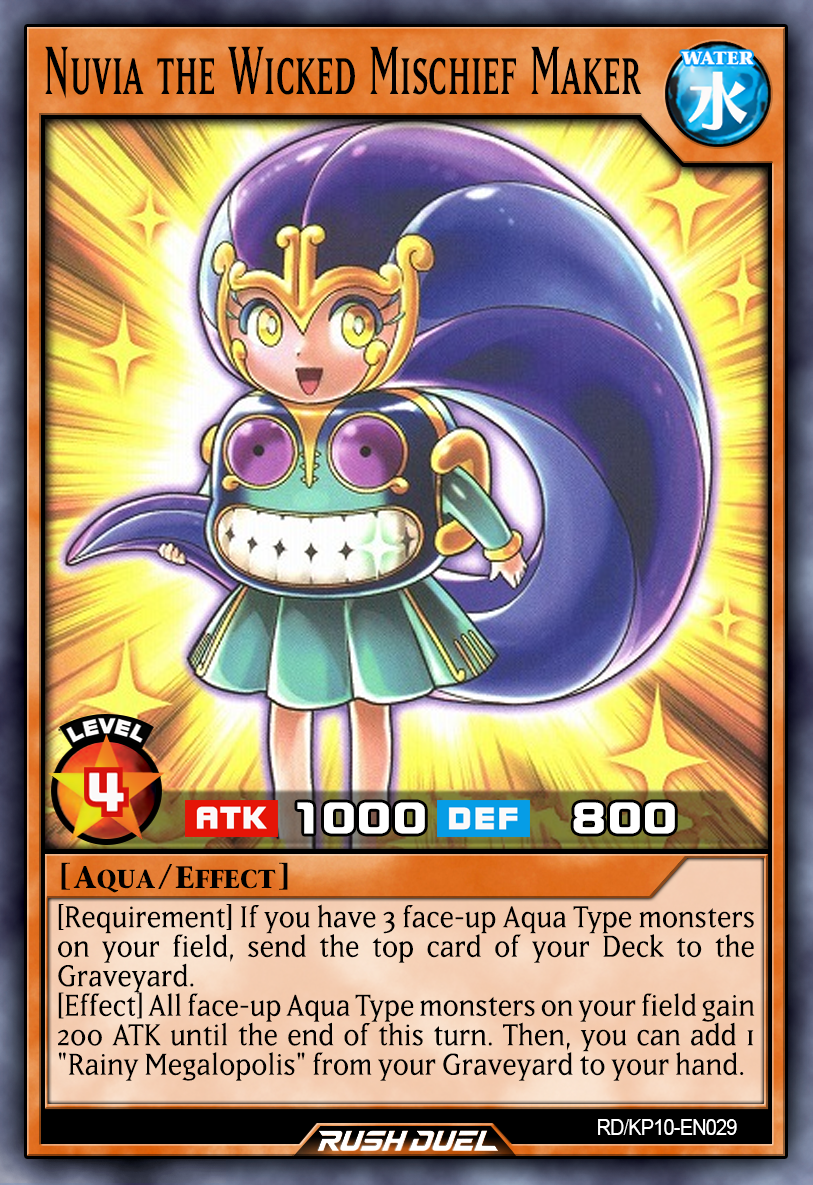 Nuvia the Wicked Mischief Maker
WATER
水
LEVEL
4
ATK 1000 DEF 800
[Aqua/Effect]
[Requirement] If you have 3 face-up Aqua Type monsters
on your field, send the top card of your Deck to the
Graveyard.
[Effect] All face-up Aqua Type monsters on your field gain
200 ATK until the end of this turn. Then, you can add 1
"Rainy Megalopolis" from your Graveyard to your hand.
RUSH DUEL
RD/KP10-EN029